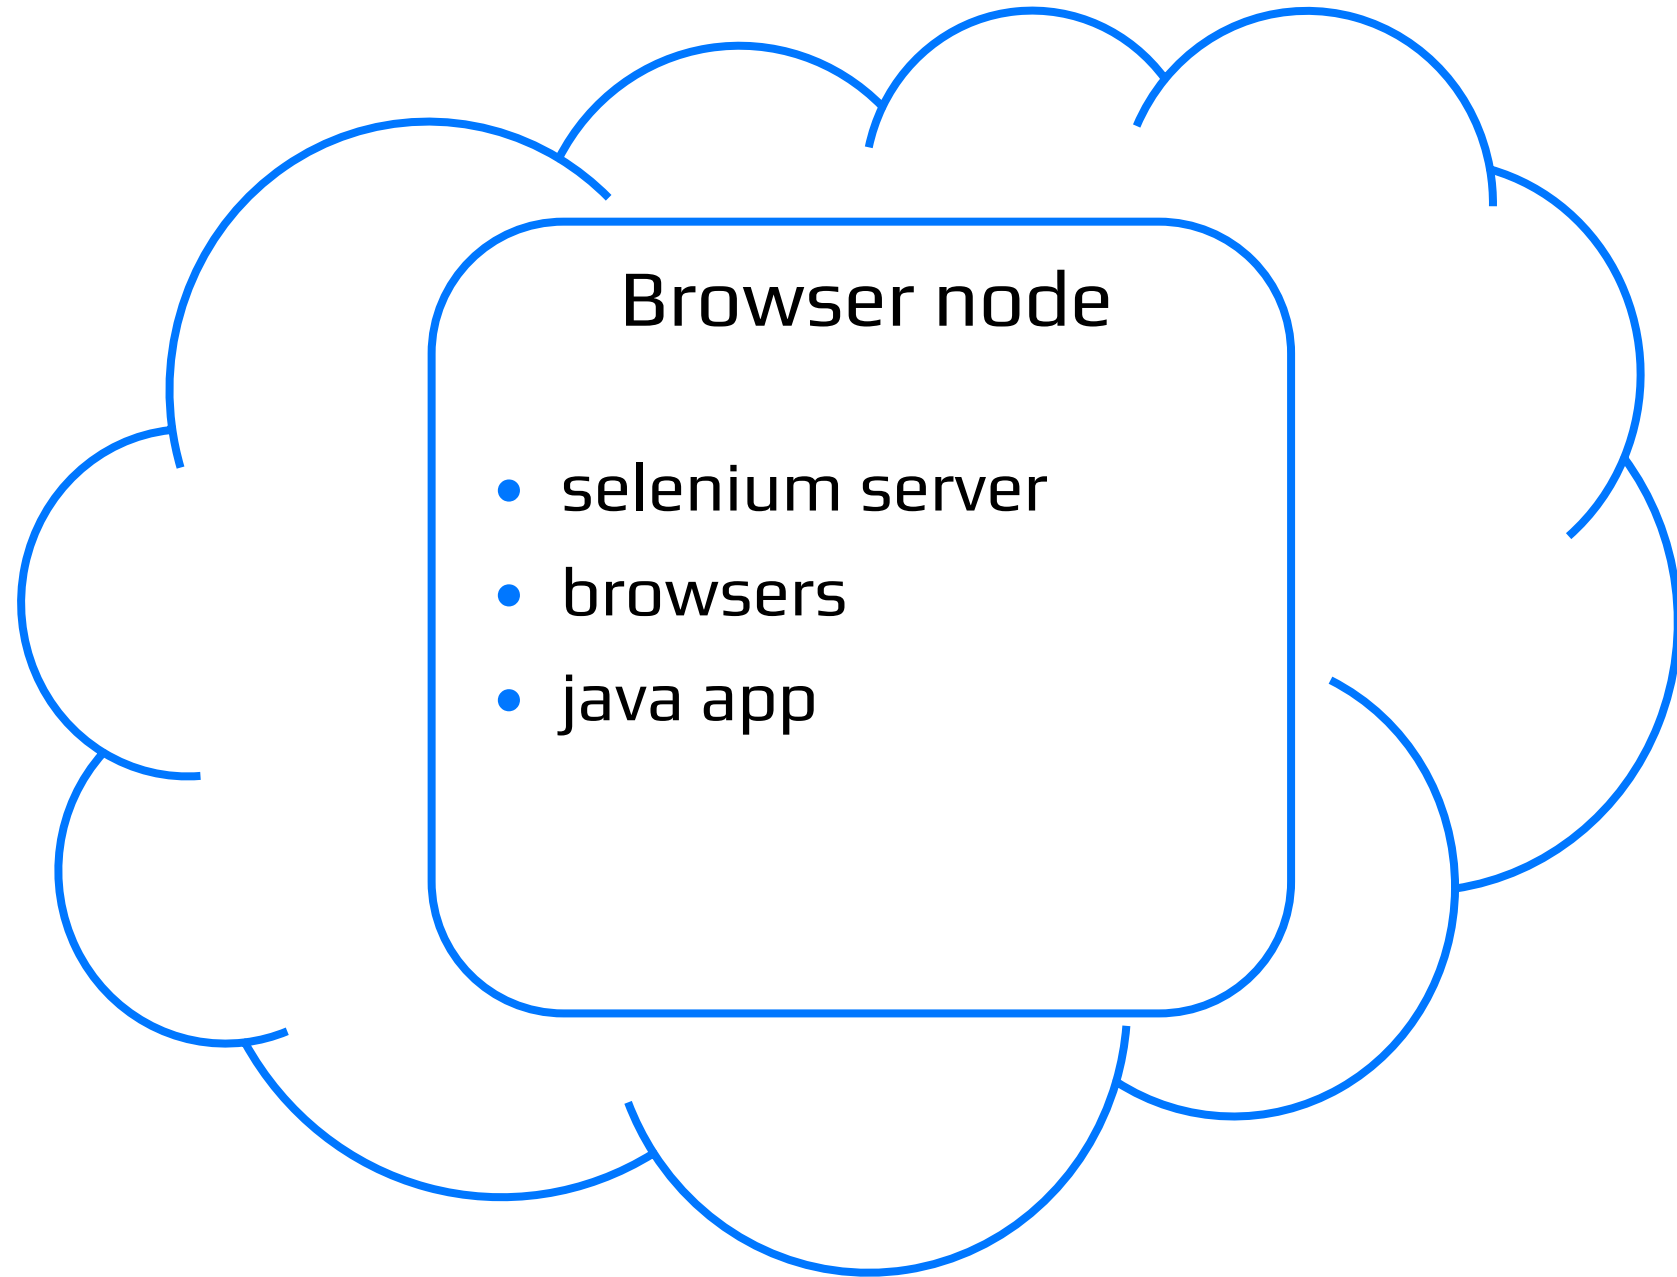 Browser node
• selenium server
• browsers
• java app